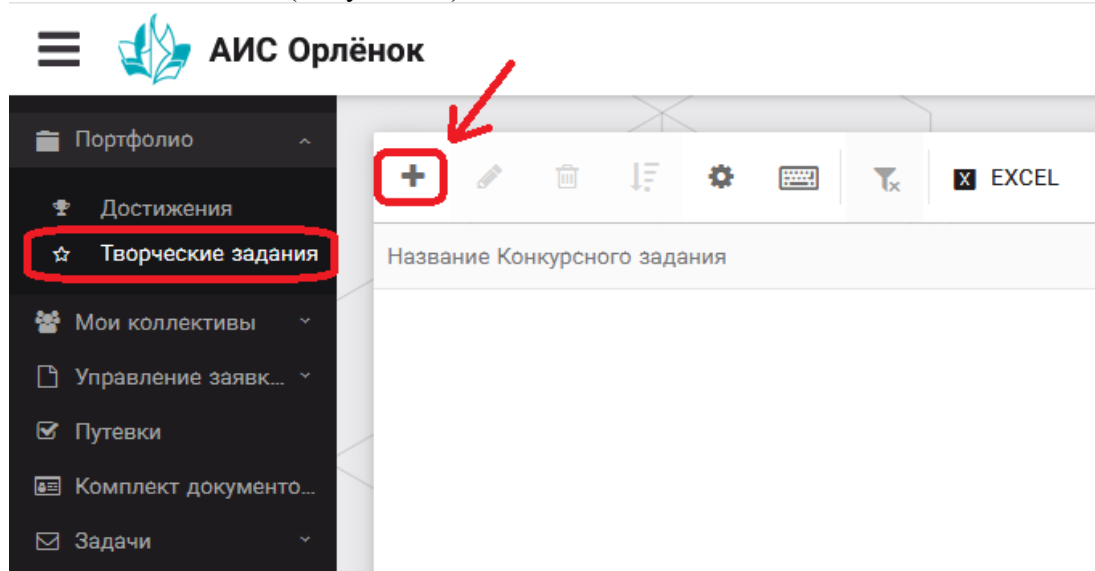 АИС Орлёнок
Портфолио
Достижения
Творческие задания
Мои коллективы
Управление заявк...
Путевки
Комплект документо...
Задачи
X EXCEL
Название Конкурсного задания